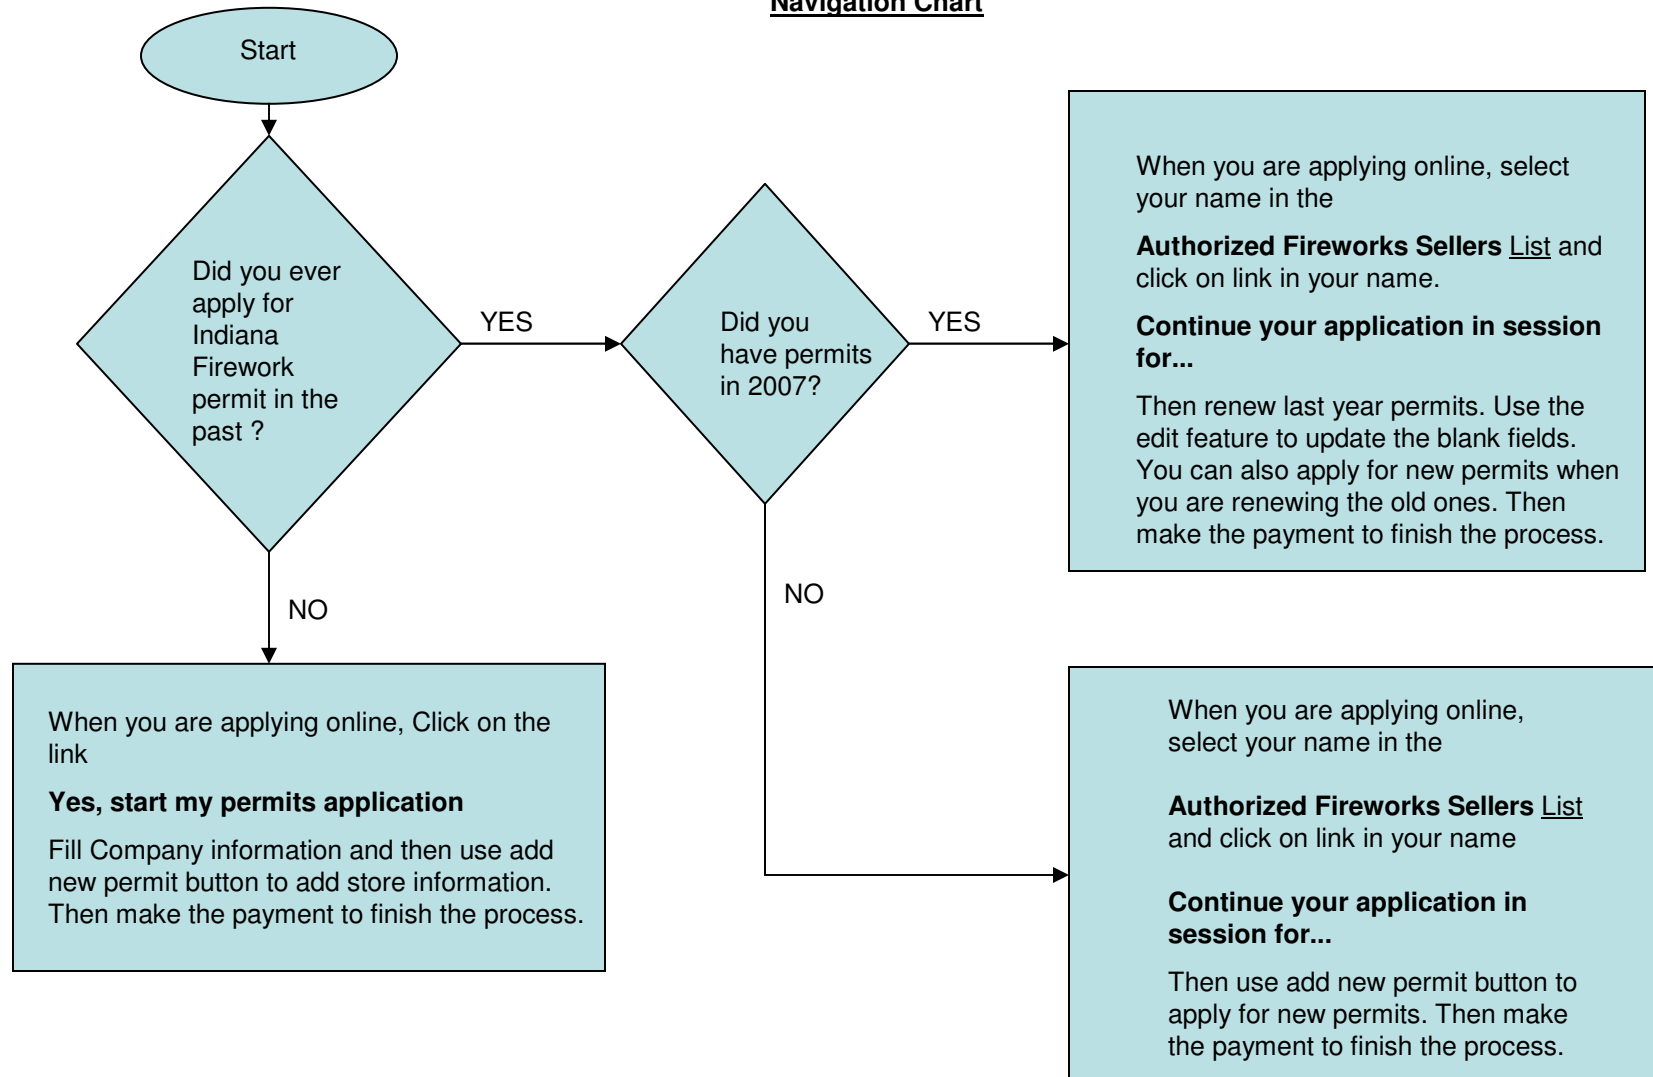 Navigation Chart
Start
Did you ever
apply for
Indiana
Firework
permit in the
past ?
YES
Did you
have permits
in 2007?
YES
When you are applying online, select
your name in the
Authorized Fireworks Sellers List and
click on link in your name.
Continue your application in session
for...
Then renew last year permits. Use the
edit feature to update the blank fields.
You can also apply for new permits when
you are renewing the old ones. Then
make the payment to finish the process.
NO
NO
When you are applying online, Click on the
link
Yes, start my permits application
Fill Company information and then use add
new permit button to add store information.
Then make the payment to finish the process.
When you are applying online,
select your name in the
Authorized Fireworks Sellers List
and click on link in your name
Continue your application in
session for...
Then use add new permit button to
apply for new permits. Then make
the payment to finish the process.